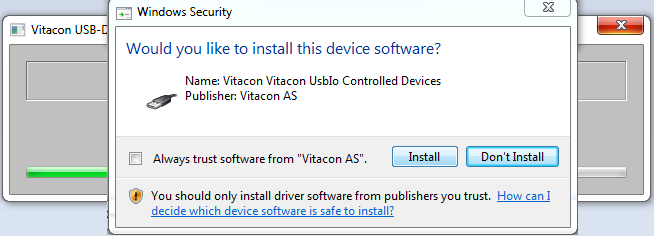 Windows Security
Vitacon USB-D
Would you like to install this device software?
Name: Vitacon Vitacon UsbIo Controlled Devices
Publisher: Vitacon AS
Always trust software from "Vitacon AS".
Install
Don't Install
You should only install driver software from publishers you trust. How can I
decide which device software is safe to install?